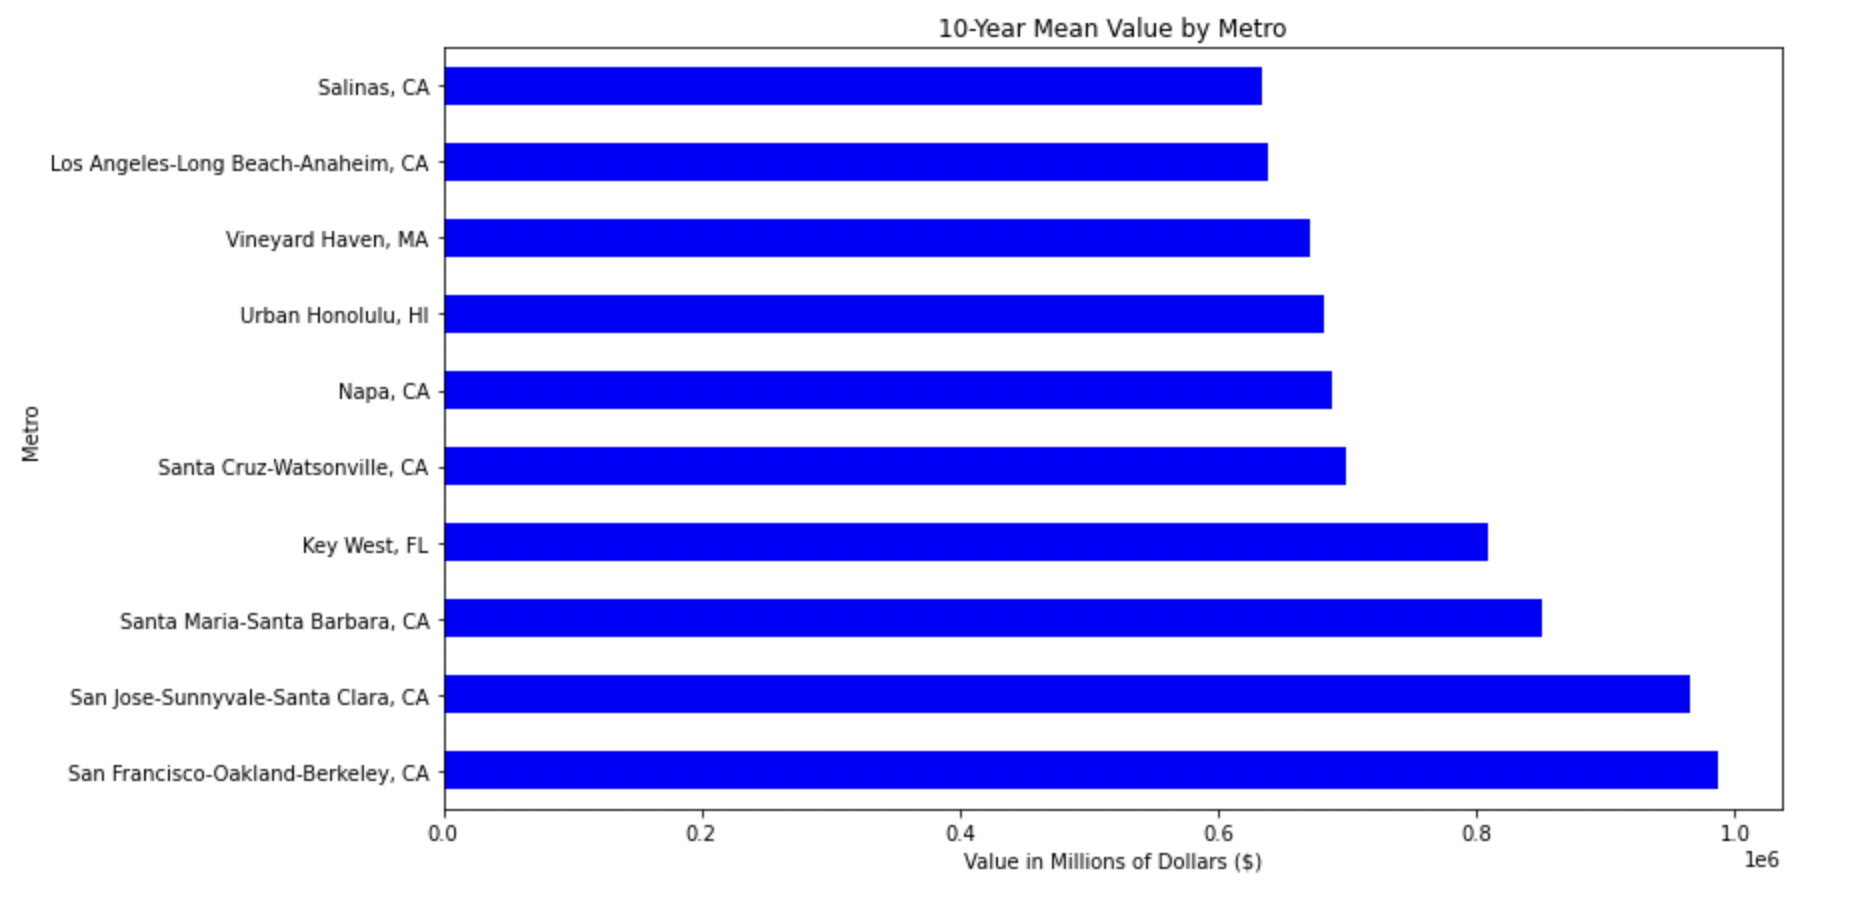 10-Year Mean Value by Metro
Salinas, CA
Los Angeles-Long Beach-Anaheim, CA
Vineyard Haven, MA
Urban Honolulu, HI
Napa, CA
Metro
Santa Cruz-Watsonville, CA
Key West, FL
Santa Maria-Santa Barbara, CA
San Jose-Sunnyvale-Santa Clara, CA
San Francisco-Oakland-Berkeley, CA
0.0 0.2 0.4 0.6 0.8 1.0
Value in Millions of Dollars ($)
1e6